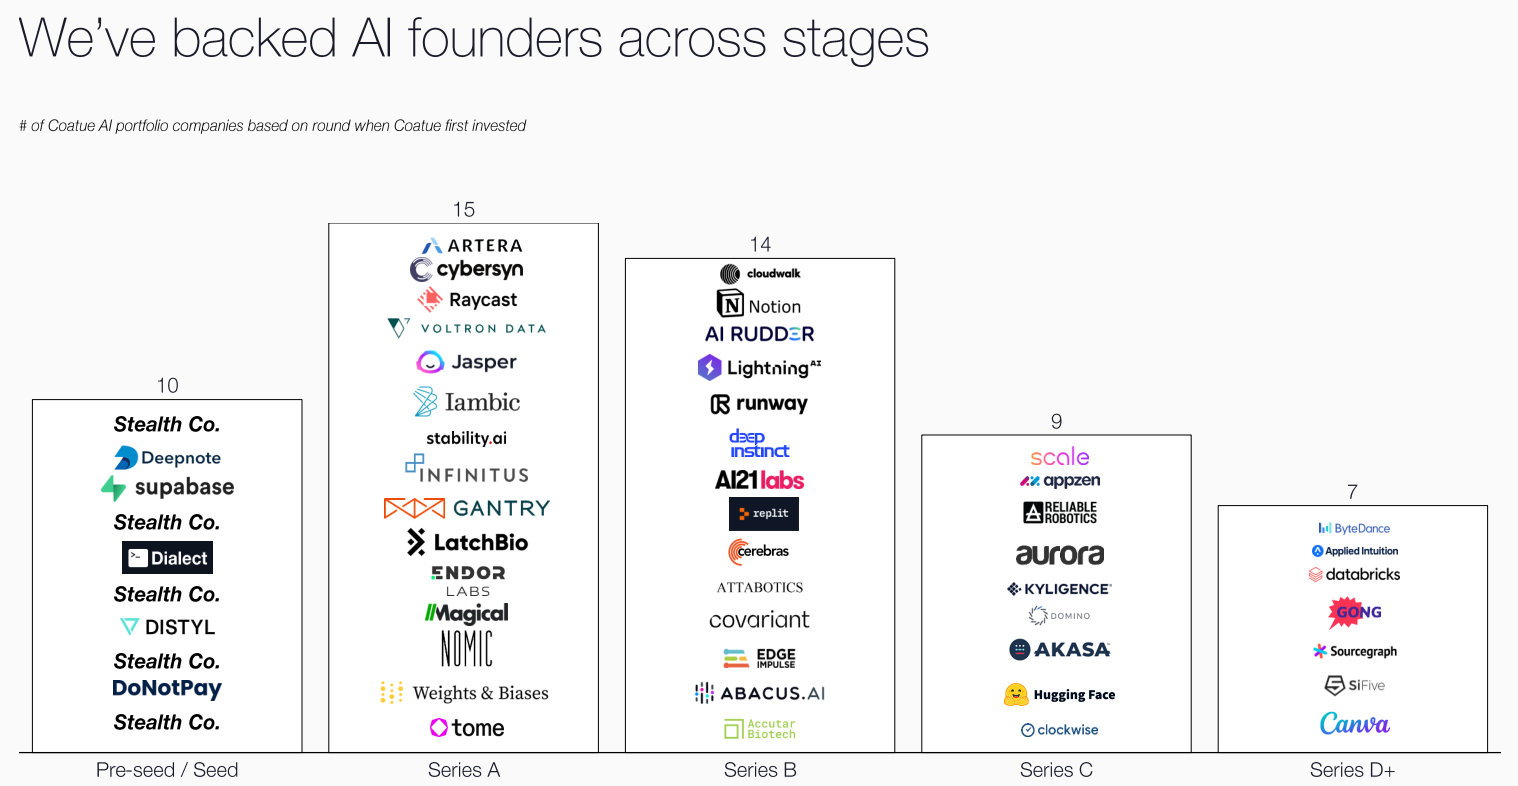 We've backed AI founders across stages
# of Coatue AI portfolio companies based on round when Coatue first invested
10
Stealth Co.
Deepnote
supabase
Stealth Co.
Dialect
Stealth Co.
DISTYL
Stealth Co.
DoNotPay
Stealth Co.
Pre-seed / Seed
15
ARTERA
cybersyn
Raycast
VOLTRON DATA
Jasper
Iambic
stability.ai
INFINITUS
GANTRY
LatchBio
ENDOR
LABS
Magical
NOMIC
Weights & Biases
tome
Series A
14
cloudwalk
Notion
AI RUDDER
Lightning AI
runway
deep
instinct
AI21labs
replit
cerebras
ATTABOTICS
covariant
EDGE
IMPULSE
ABACUS.AI
Accutar
Biotech
Series B
9
scale
appzen
RELIABLE
ROBOTICS
aurora
KYLIGENCE
DOMINO
AKASA
Hugging Face
clockwise
Series C
7
ByteDance
Applied Intuition
databricks
GONG
Sourcegraph
SiFive
Canva
Series D+